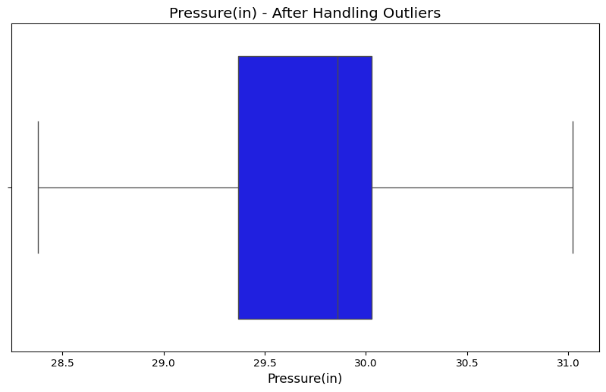 Pressure(in) - After Handling Outliers
28.5 29.0 29.5 30.0 30.5 31.0
Pressure(in)